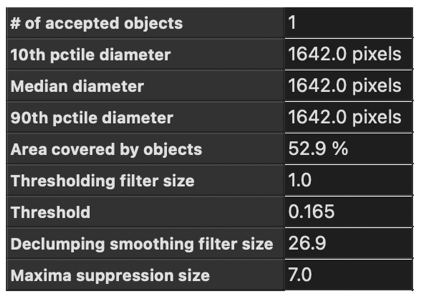 # of accepted objects 1
10th pctile diameter 1642.0 pixels
Median diameter 1642.0 pixels
90th pctile diameter 1642.0 pixels
Area covered by objects 52.9 %
Thresholding filter size 1.0
Threshold 0.165
Declumping smoothing filter size 26.9
Maxima suppression size 7.0